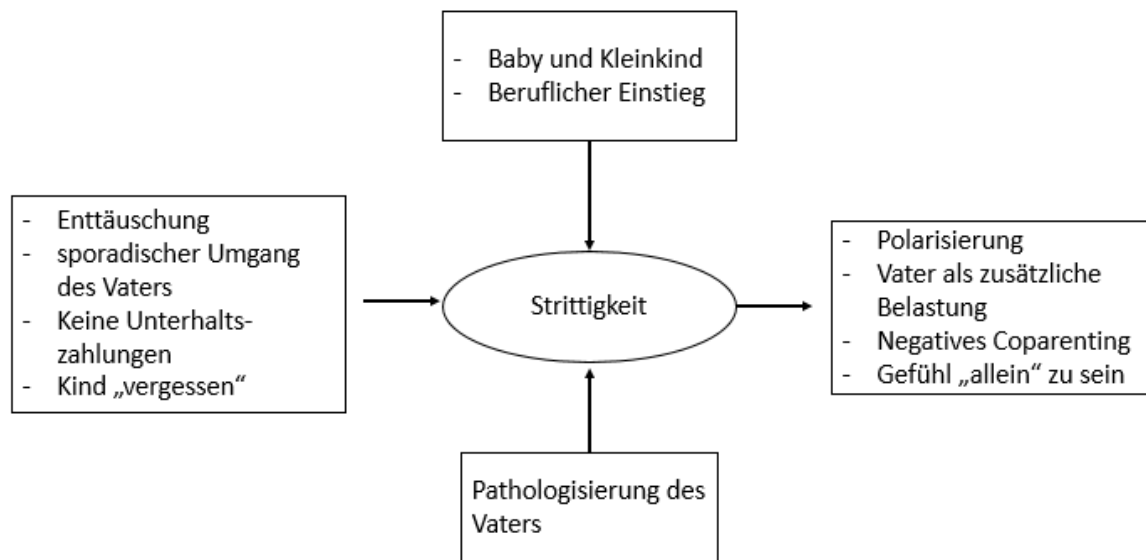 - Baby und Kleinkind
- Beruflicher Einstieg
- Enttäuschung
- sporadischer Umgang
des Vaters
- Keine Unterhalts-
zahlungen
- Kind „vergessen“
Strittigkeit
- Polarisierung
- Vater als zusätzliche
Belastung
- Negatives Coparenting
- Gefühl „allein“ zu sein
Pathologisierung des
Vaters